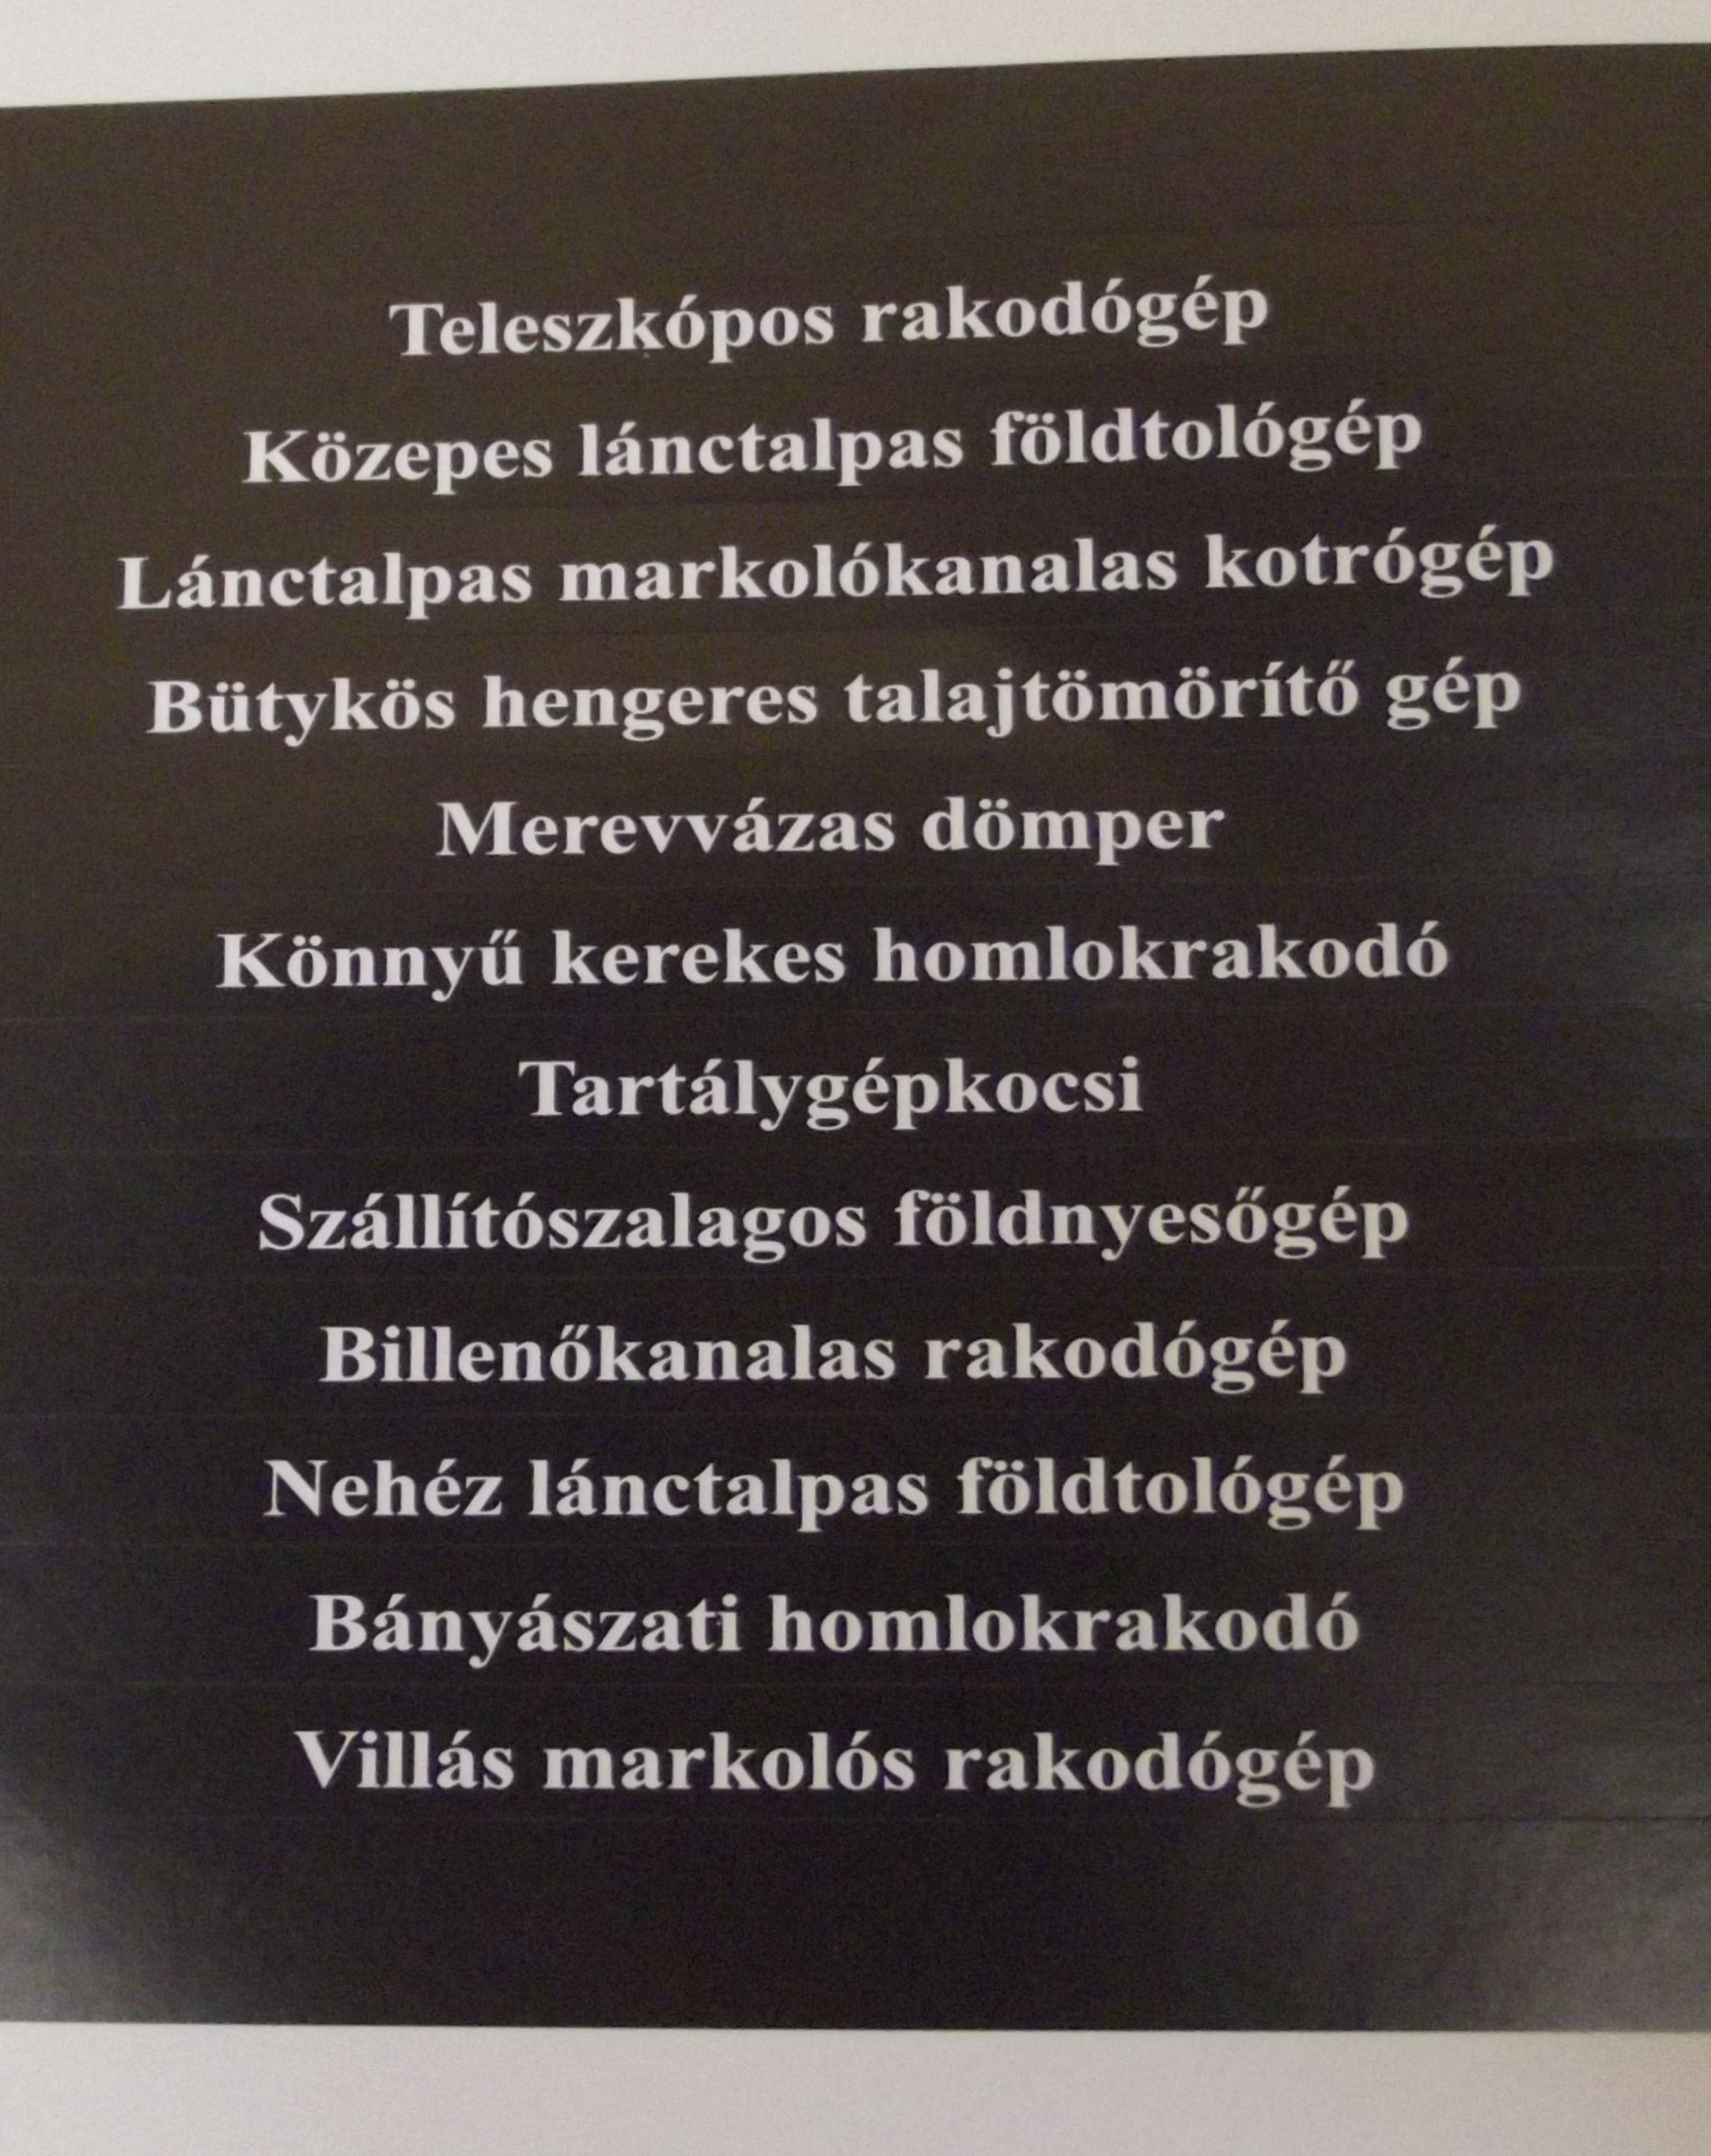 Teleszkópos rakodógép
Közepes lánctalpas földtológép
Lánctalpas markolókanalas kotrógép
Bütykös hengeres talajtömörítő gép
Merevvázas dömper
Könnyű kerekes homlokrakodó
Tartálygépkocsi
Szállítószalagos földnyesőgép
Billenőkanalas rakodógép
Nehéz lánctalpas földtológép
Bányászati homlokrakodó
Villás markolós rakodógép